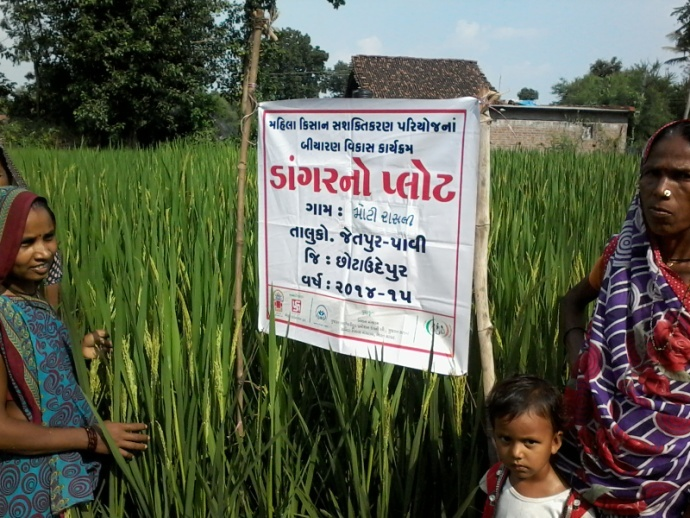 મહિલા કિસાન સશક્તિકરણ પરિયોજનાં
બીયારણ વિકાસ કાર્યક્રમ
ડાંગરનો પ્લોટ
ગામ : મોટી રાસલી
તાલુકો. જેતપુર-પાવી
જિ : છોટાઉદેપુર
વર્ષ : ૨૦૧૪-૧૫